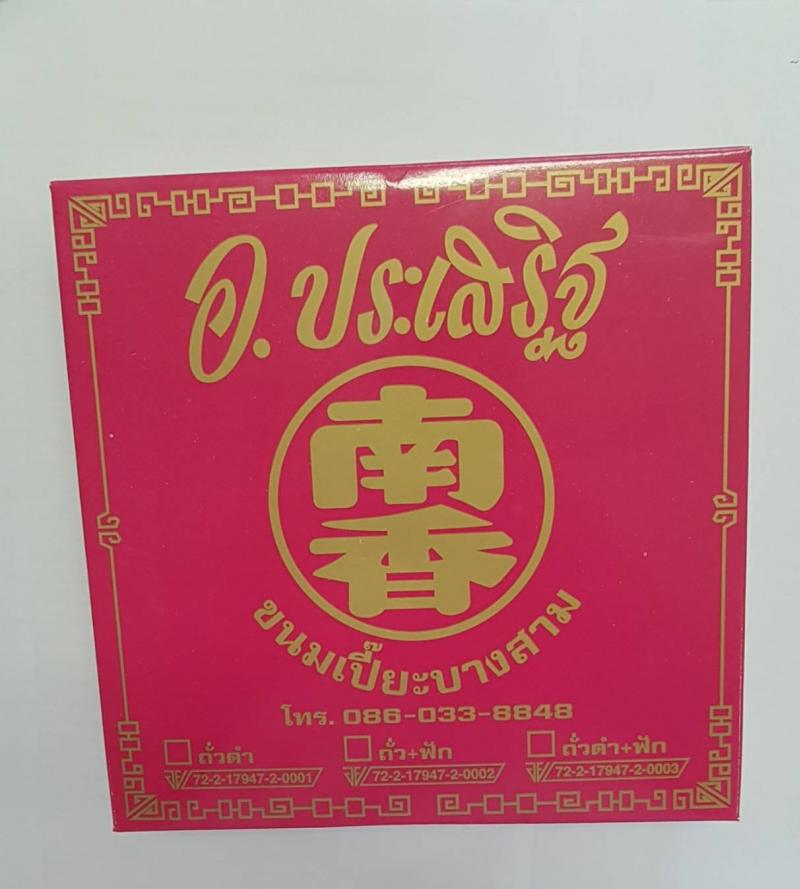 อ. ประเสริฐ
南
香
ขนมเปี๊ยะบางสาม
โทร. 086-033-8848
ถั่วดำ ถั่ว+ฟัก ถั่วดำ+ฟัก
72-2-17947-2-0001 72-2-17947-2-0002 72-2-17947-2-0003